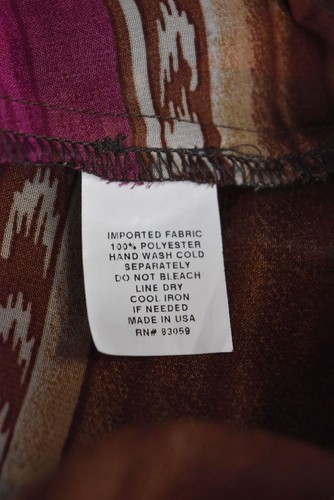 IMPORTED FABRIC
100% POLYESTER
HAND WASH COLD
SEPARATELY
DO NOT BLEACH
LINE DRY
COOL IRON
IF NEEDED
MADE IN USA
RN# 83059